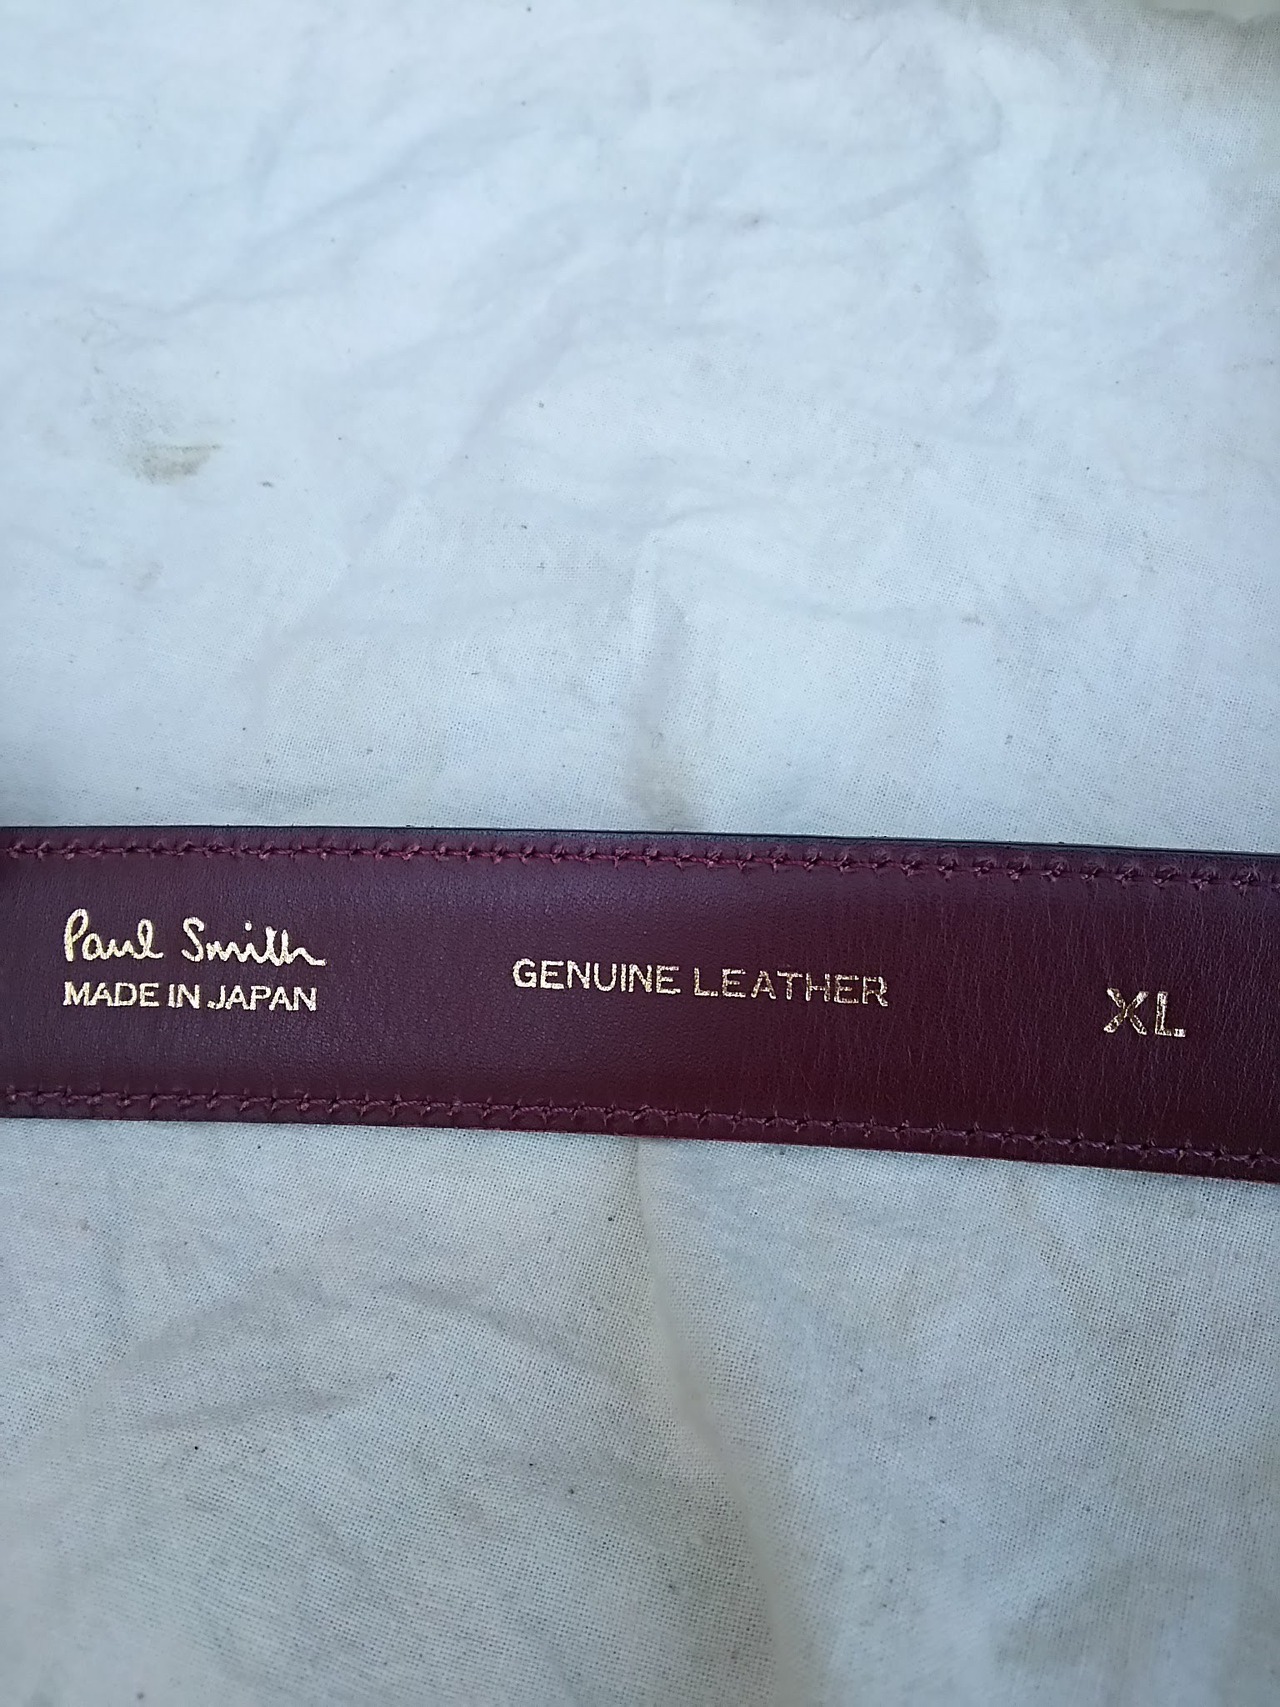 Paul Smith
MADE IN JAPAN
GENUINE LEATHER
XL